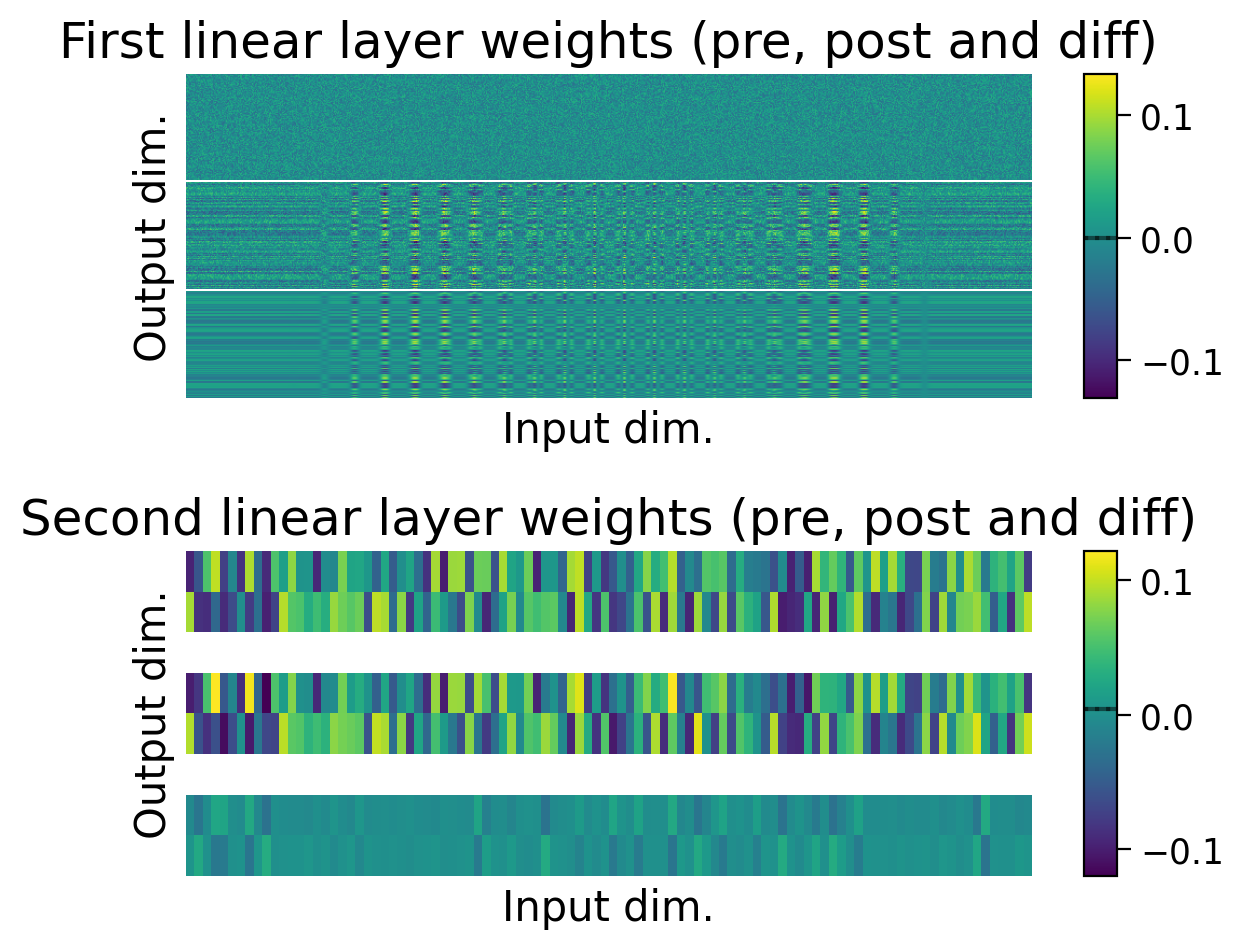 First linear layer weights (pre, post and diff)
Output dim.
0.1
0.0
−0.1
Input dim.
Second linear layer weights (pre, post and diff)
Output dim.
0.1
0.0
−0.1
Input dim.